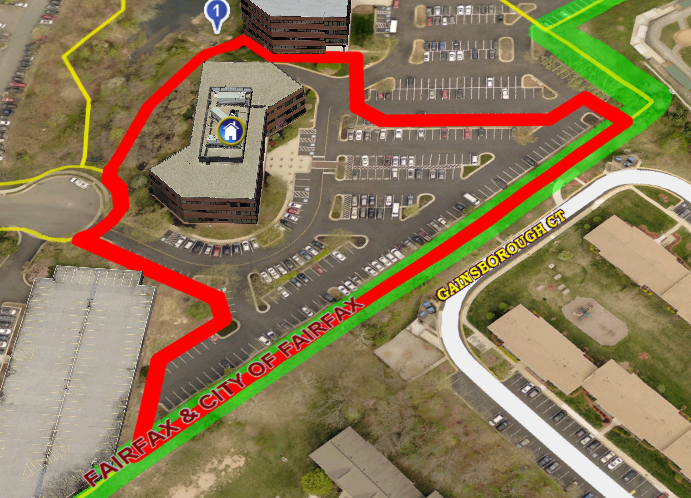 1
GAINSBOROUGH CT
FAIRFAX & CITY OF FAIRFAX